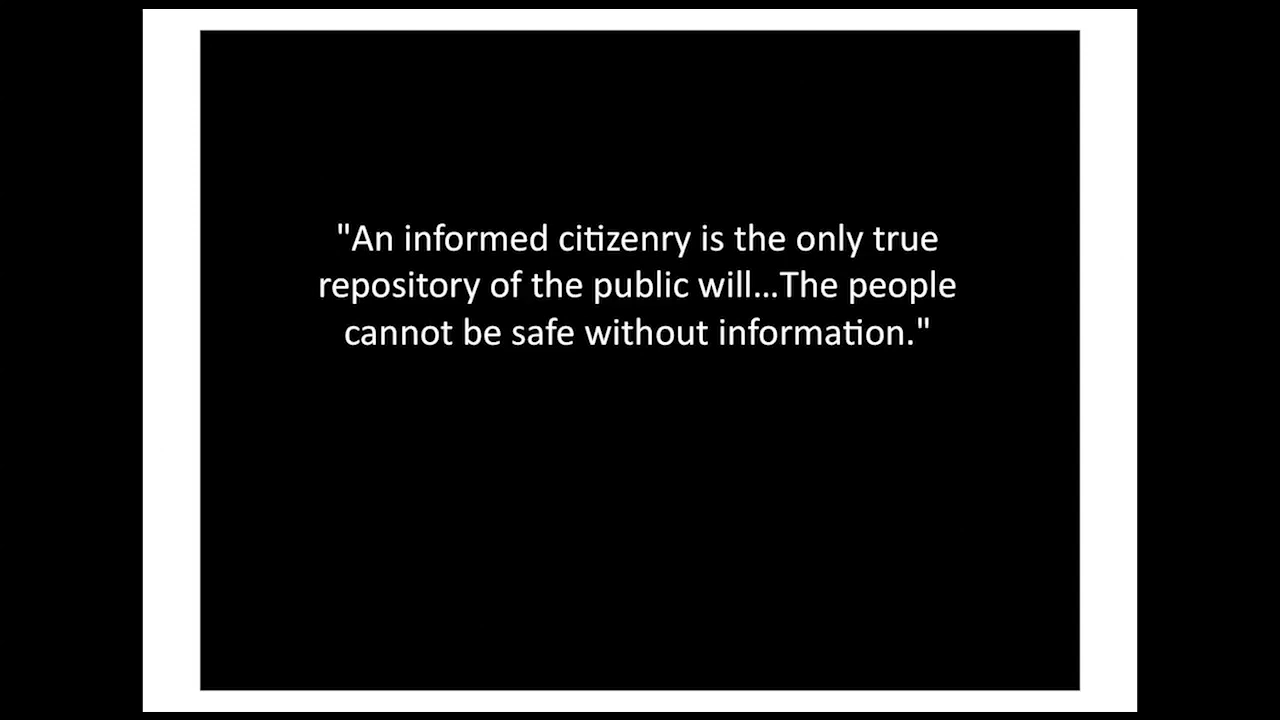 "An informed citizenry is the only true
repository of the public will…The people
cannot be safe without information."